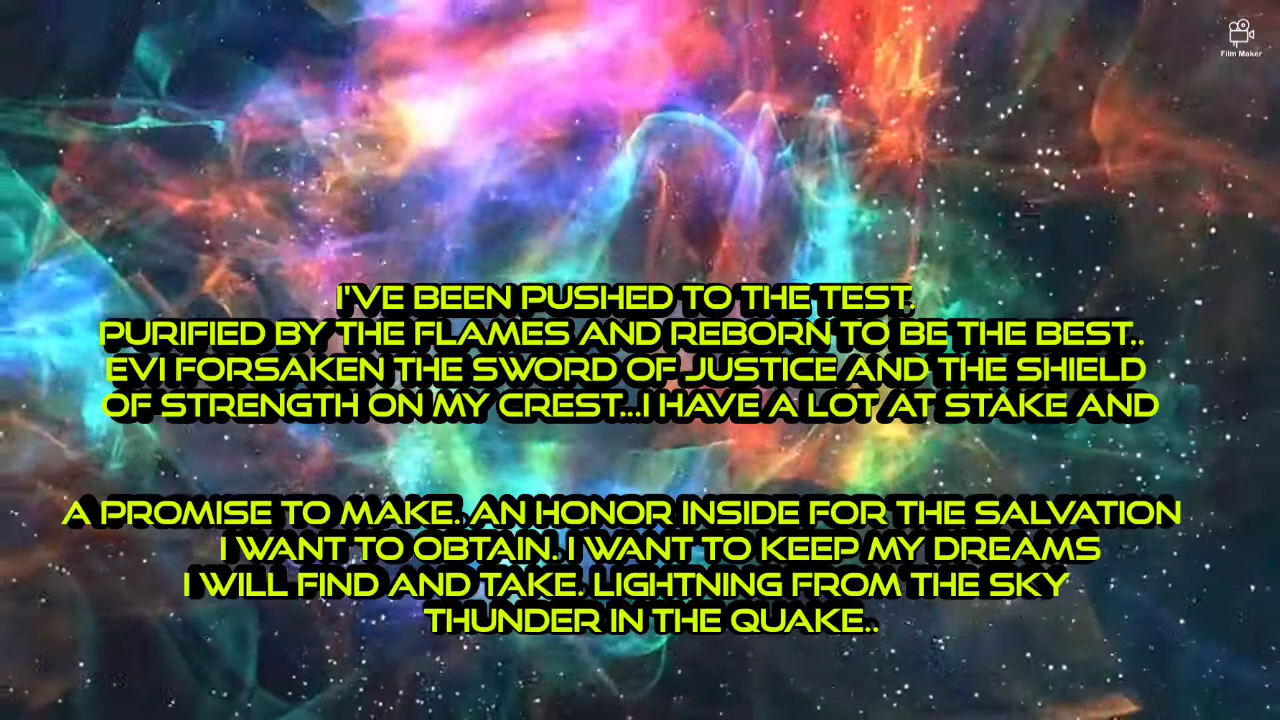 Film Maker
I'VE BEEN PUSHED TO THE TEST.
PURIFIED BY THE FLAMES AND REBORN TO BE THE BEST..
EVI FORSAKEN THE SWORD OF JUSTICE AND THE SHIELD
OF STRENGTH ON MY CREST...I HAVE A LOT AT STAKE AND
A PROMISE TO MAKE. AN HONOR INSIDE FOR THE SALVATION
I WANT TO OBTAIN. I WANT TO KEEP MY DREAMS
I WILL FIND AND TAKE. LIGHTNING FROM THE SKY
THUNDER IN THE QUAKE..